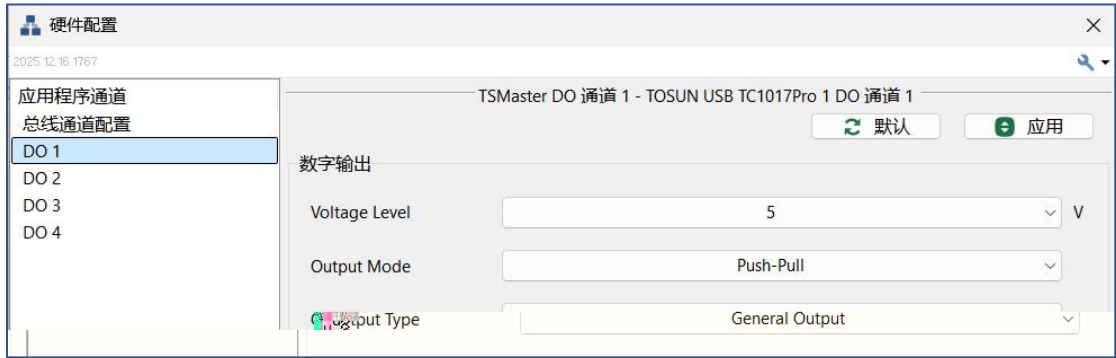 硬件配置
2025.12.16.1767
应用程序通道
总线通道配置
DO 1
DO 2
DO 3
DO 4
TSMaster DO 通道 1 - TOSUN USB TC1017Pro 1 DO 通道 1
默认
应用
数字输出
Voltage Level
5
V
Output Mode
Push-Pull
Type
General Output